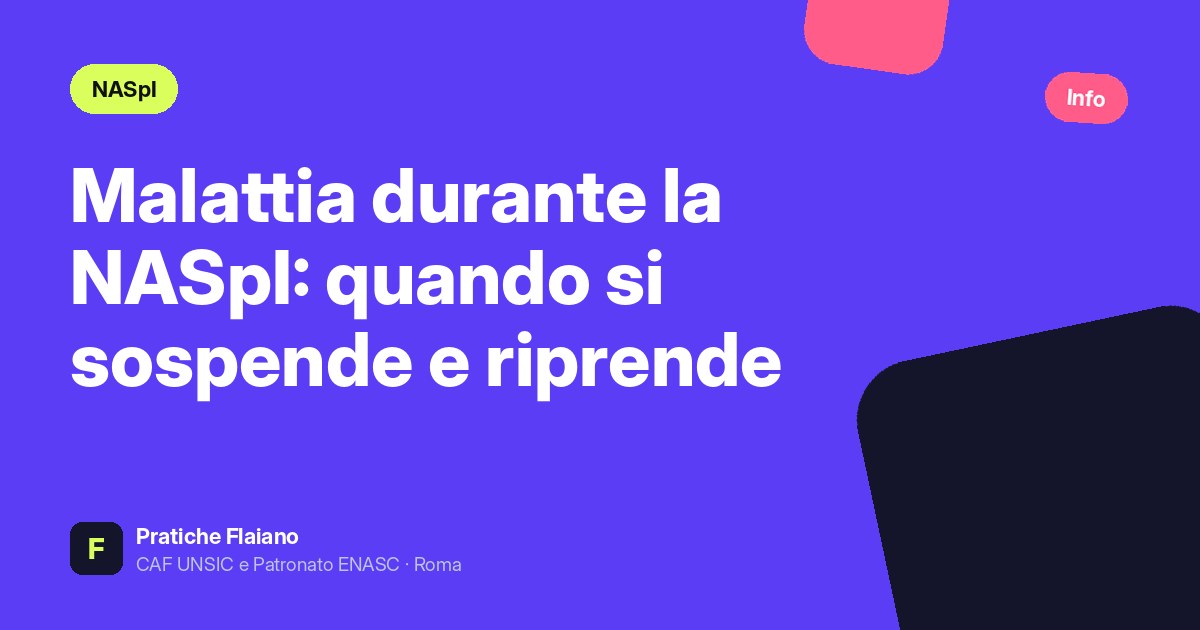 NASpI
Info
Malattia durante la
NASpI: quando si
sospende e riprende
F
Pratiche Flaiano
CAF UNSIC e Patronato ENASC · Roma